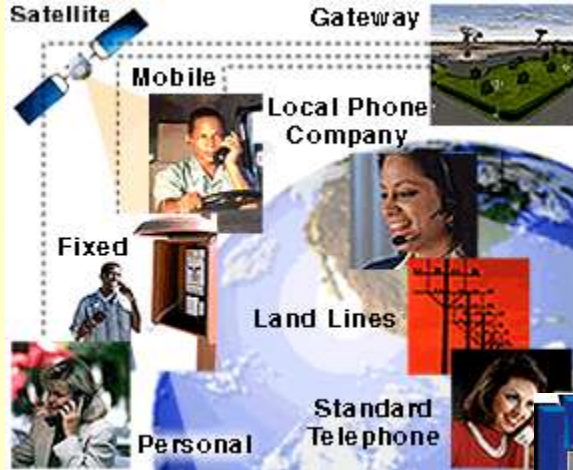 Satellite
Gateway
Mobile
Local Phone
Company
Fixed
Land Lines
Standard
Telephone
Personal